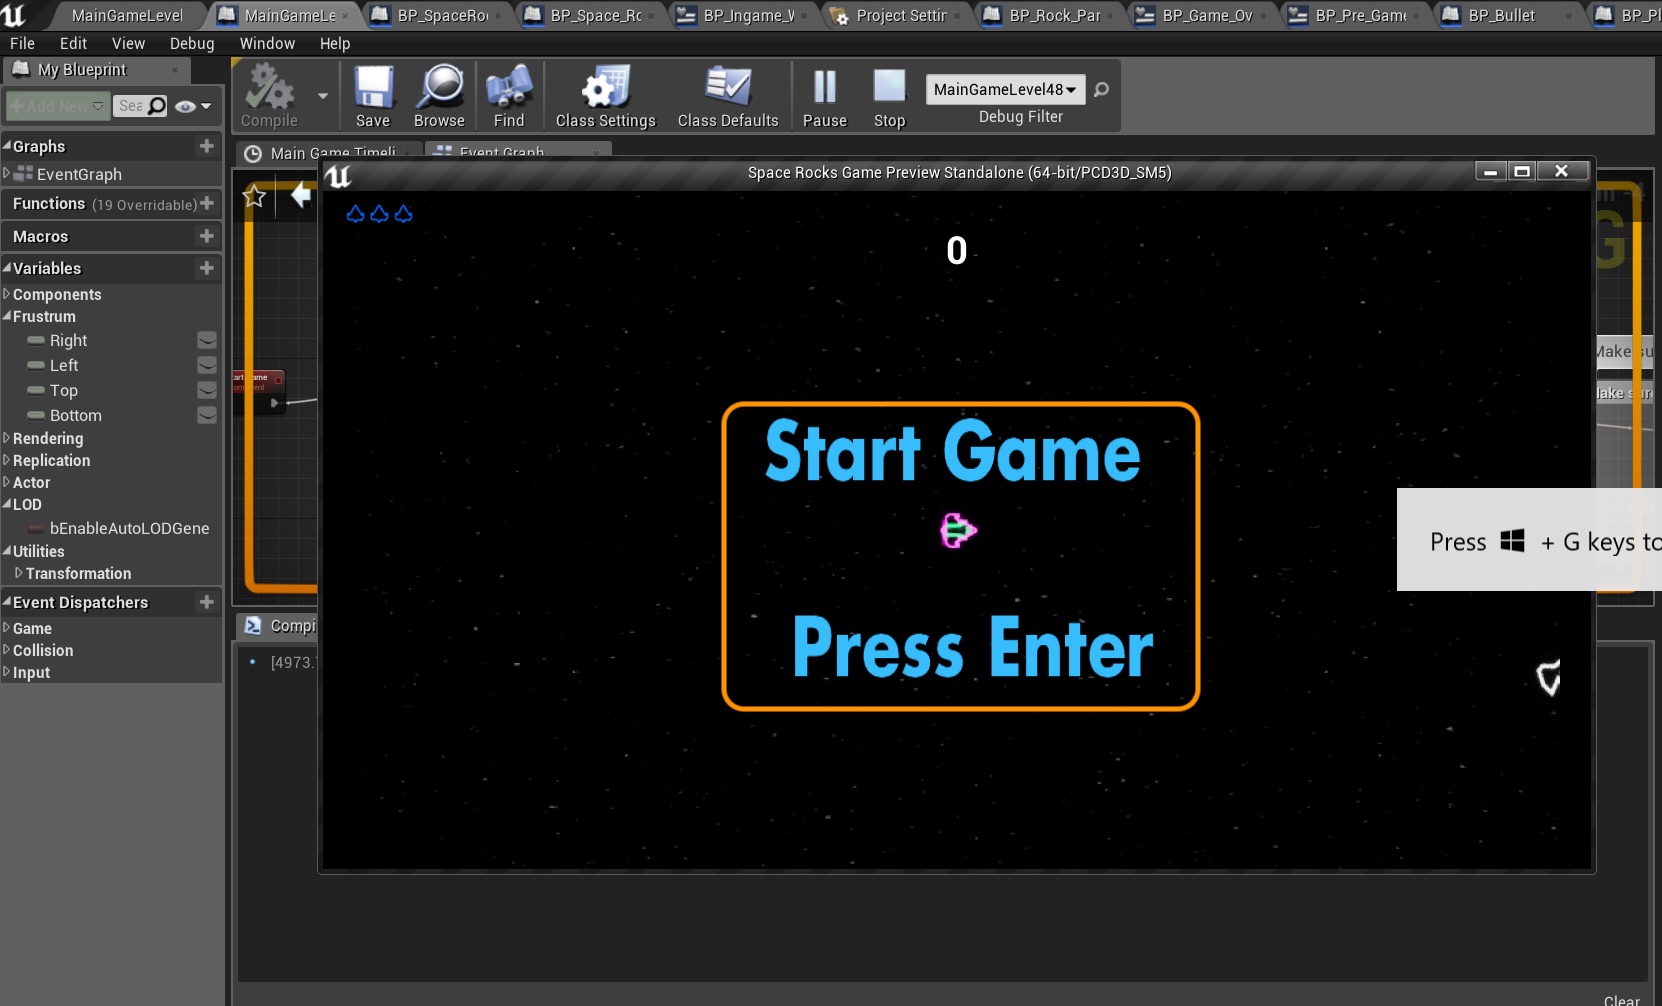 MainGameLevel
MainGameLe
BP_SpaceRo
BP_Space_Ro
BP_Ingame_
Project Settin
BP_Rock_Par
BP_Game_Ov
BP_Pre_Game
BP_Bullet
BP_Pl
File Edit View Debug Window Help
My Blueprint
Add New
Sea
Compile
Save
Browse
Find
Class Settings
Class Defaults
Pause
Stop
MainGameLevel48
Debug Filter
Graphs
EventGraph
Functions (19 Overridable)
Macros
Variables
Components
Frustrum
Right
Left
Top
Bottom
Rendering
Replication
Actor
LOD
bEnableAutoLODGene
Utilities
Transformation
Event Dispatchers
Game
Collision
Input
Main Game Timeli
Event Graph
Space Rocks Game Preview Standalone (64-bit/PCD3D_SM5)
0
Start Game
Press Enter
Press + G keys to
Compi
[4973.
Clear